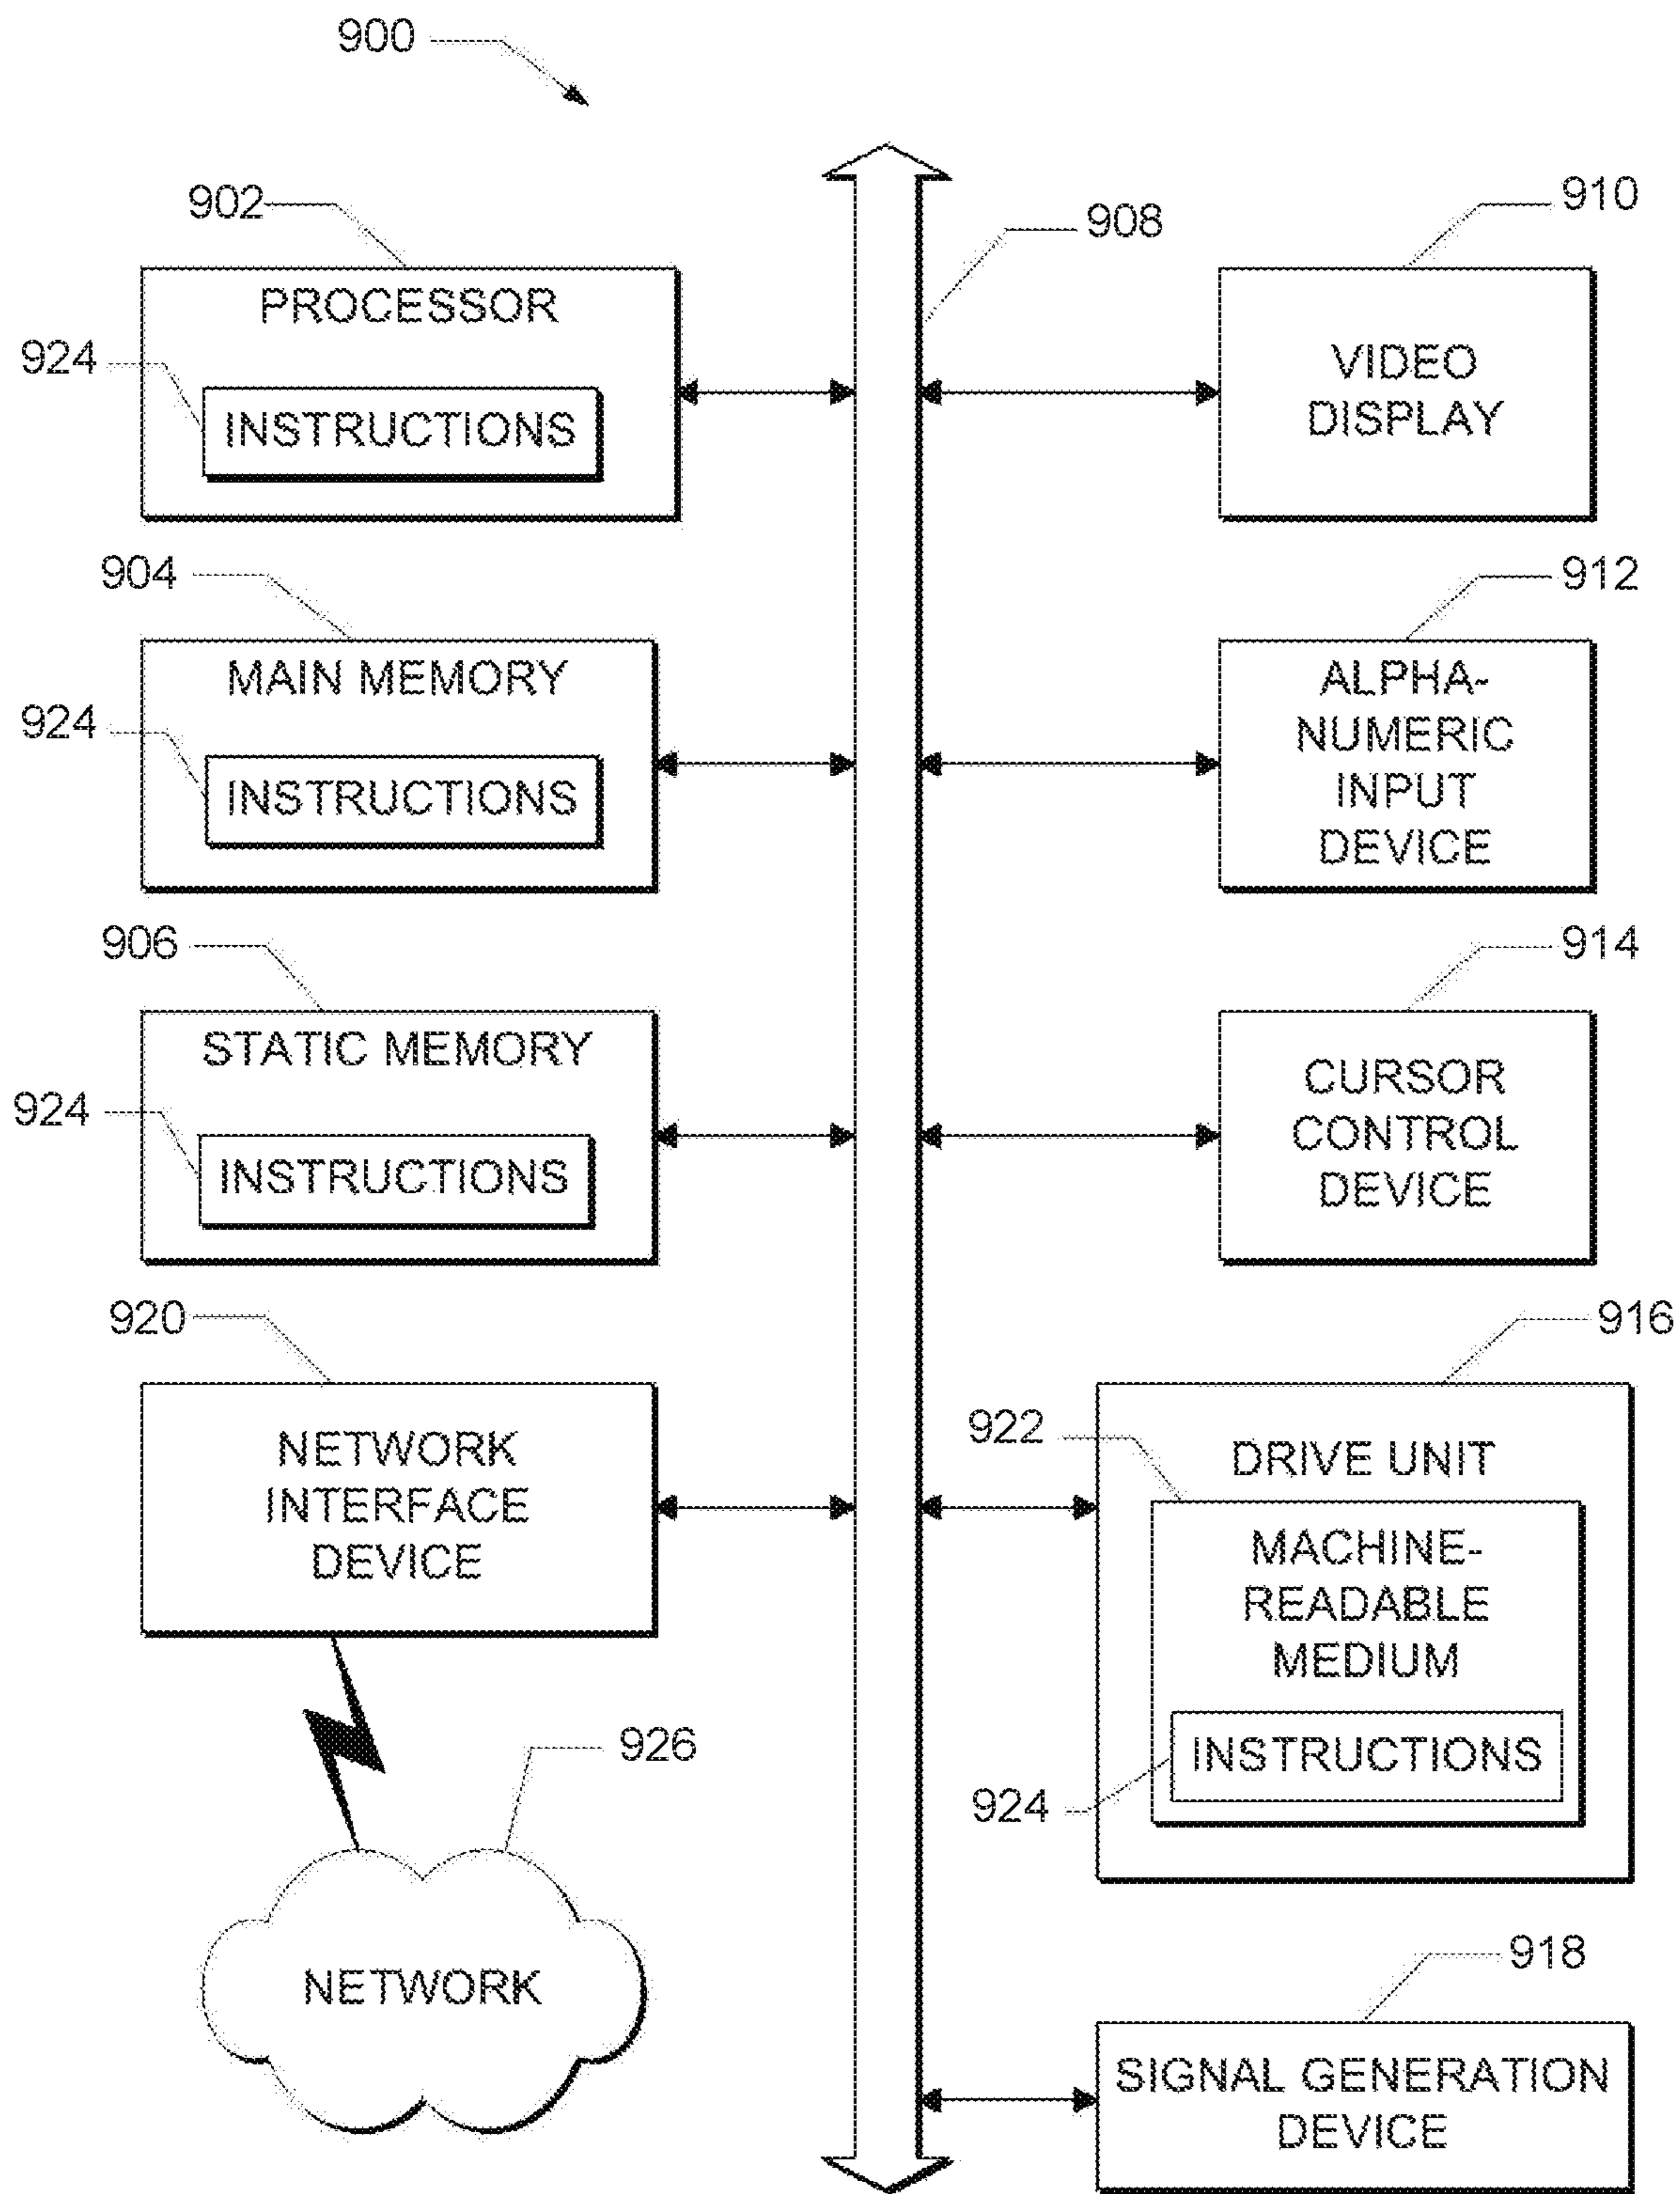 900
902
PROCESSOR
924
INSTRUCTIONS
904
MAIN MEMORY
924
INSTRUCTIONS
906
STATIC MEMORY
924
INSTRUCTIONS
920
NETWORK
INTERFACE
DEVICE
926
NETWORK
908
910
VIDEO
DISPLAY
912
ALPHA-
NUMERIC
INPUT
DEVICE
914
CURSOR
CONTROL
DEVICE
916
DRIVE UNIT
922
MACHINE-
READABLE
MEDIUM
INSTRUCTIONS
924
918
SIGNAL GENERATION
DEVICE